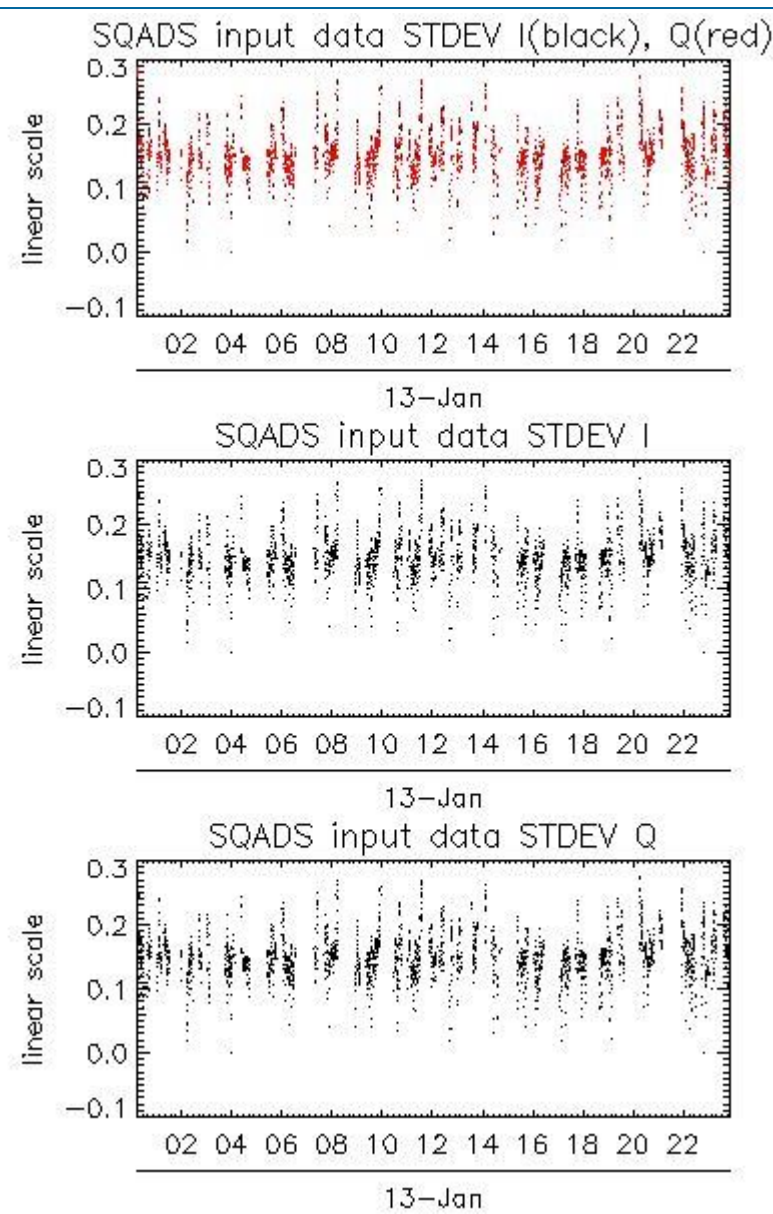 SQADS input data STDEV I(black), Q(red)
0.3
0.2
0.1
0.0
−0.1
linear scale
02 04 06 08 10 12 14 16 18 20 22
13−Jan
SQADS input data STDEV I
0.3
0.2
0.1
0.0
−0.1
linear scale
02 04 06 08 10 12 14 16 18 20 22
13−Jan
SQADS input data STDEV Q
0.3
0.2
0.1
0.0
−0.1
linear scale
02 04 06 08 10 12 14 16 18 20 22
13−Jan